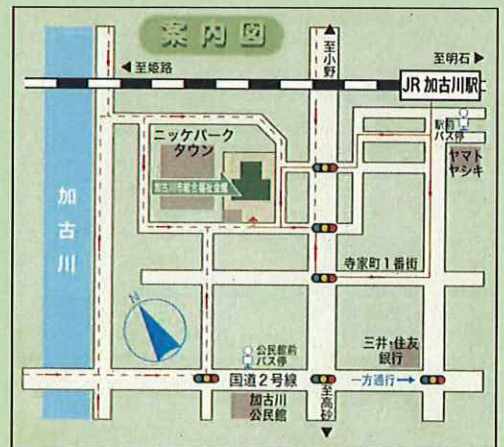 案内図
至小野
◀至姫路
至明石▶
JR 加古川駅
駅前
バス停
ニッケパーク
タウン
ヤマト
ヤシキ
加古川市総合福祉会館
加古川
寺家町1番街
N
公民館前
バス停
三井・住友
銀行
国道2号線
一方通行→
加古川
公民館
至高砂